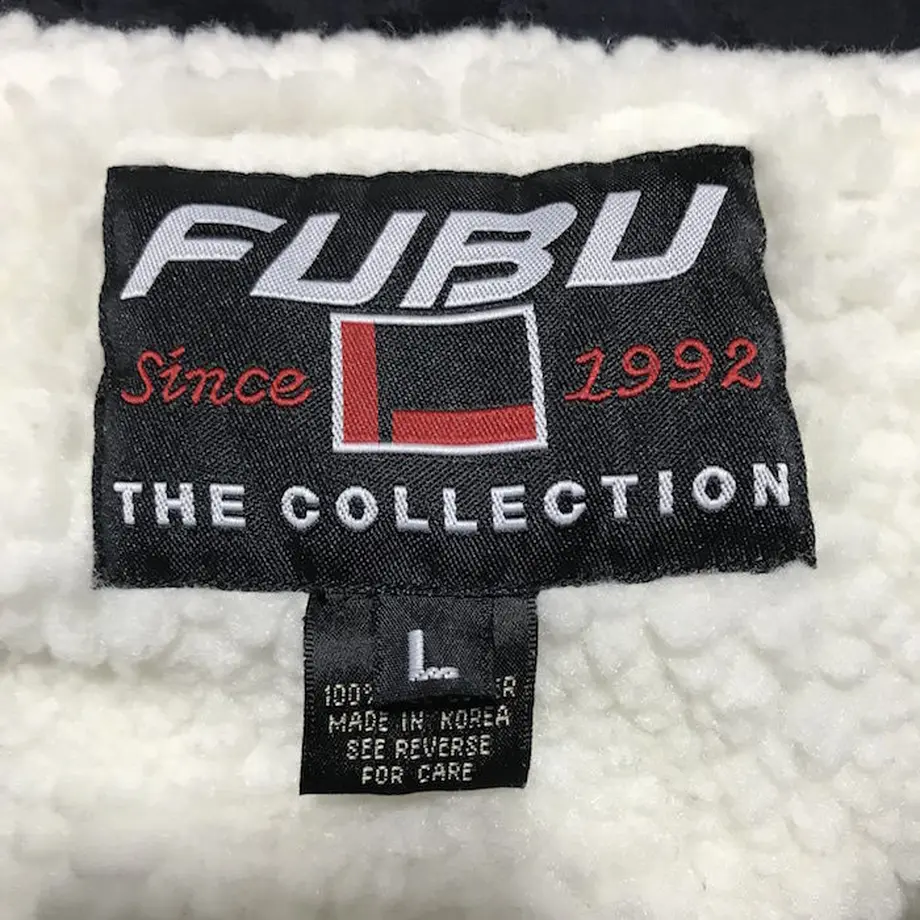 FUBU
Since 1992
THE COLLECTION
L
100%
MADE IN KOREA
SEE REVERSE
FOR CARE